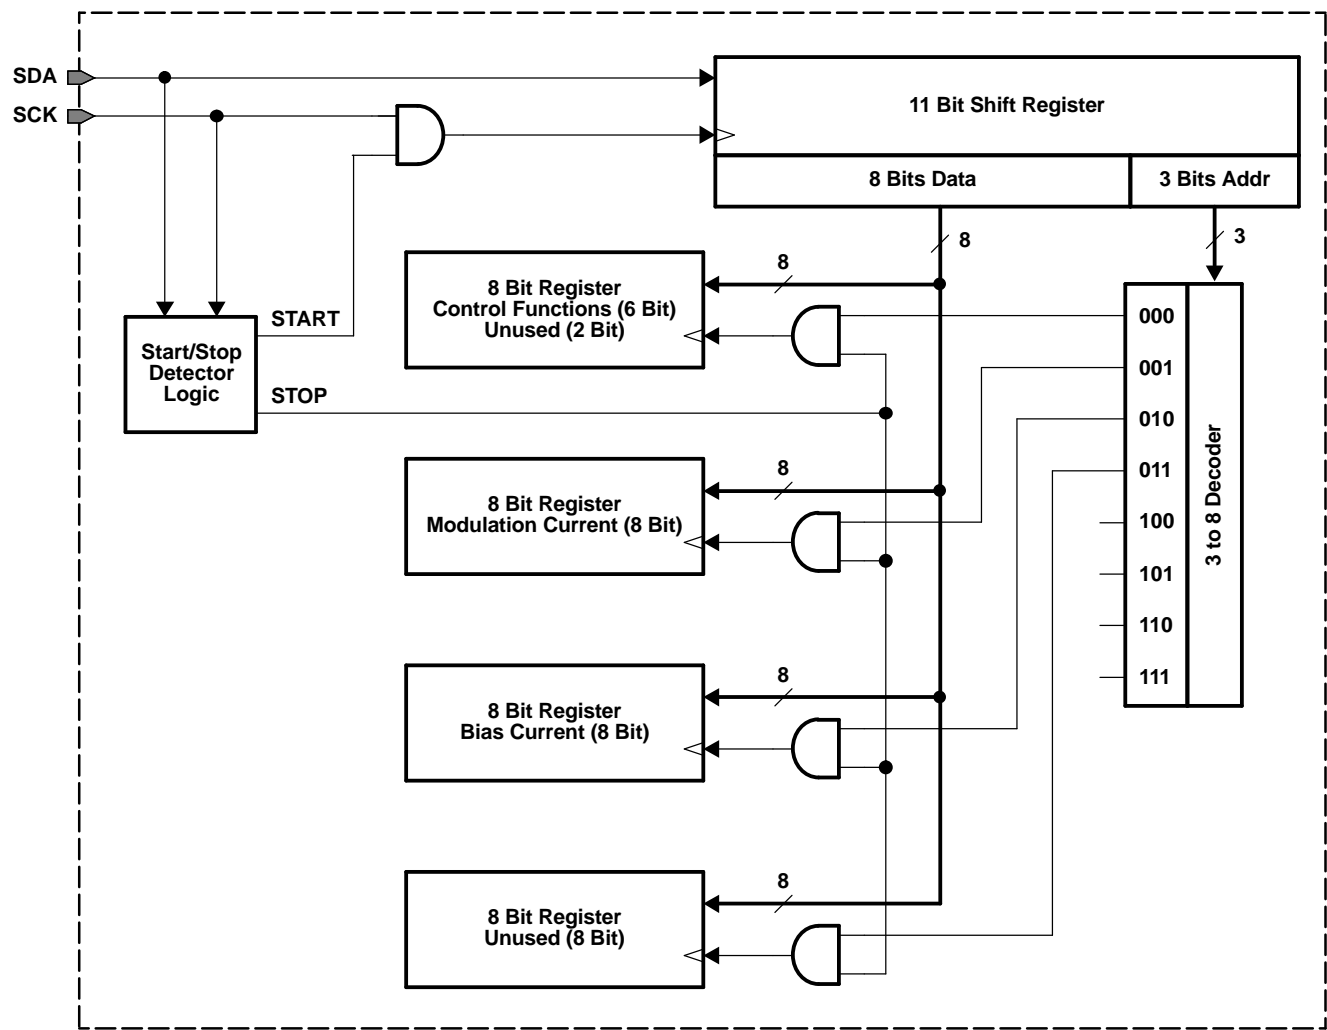 SDA
SCK
11 Bit Shift Register
8 Bits Data
3 Bits Addr
8
3
8
8 Bit Register
Control Functions (6 Bit)
Unused (2 Bit)
START
Start/Stop
Detector
Logic
STOP
000
001
010
011
100
101
110
111
3 to 8 Decoder
8
8 Bit Register
Modulation Current (8 Bit)
8
8 Bit Register
Bias Current (8 Bit)
8
8 Bit Register
Unused (8 Bit)